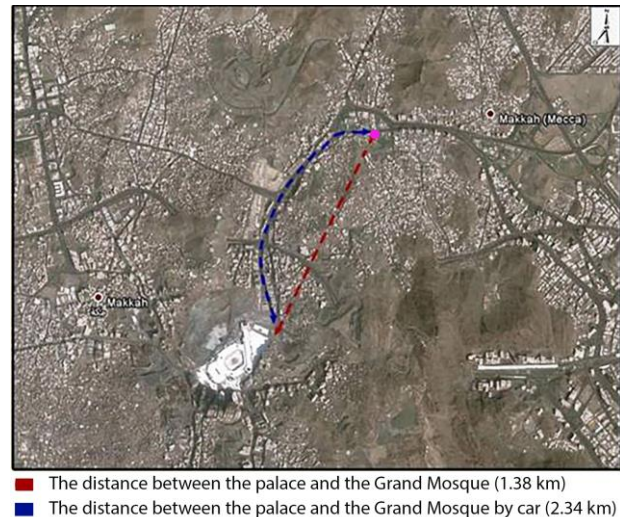 Makkah (Mecca)
Makkah
مكة
The distance between the palace and the Grand Mosque (1.38 km)
The distance between the palace and the Grand Mosque by car (2.34 km)